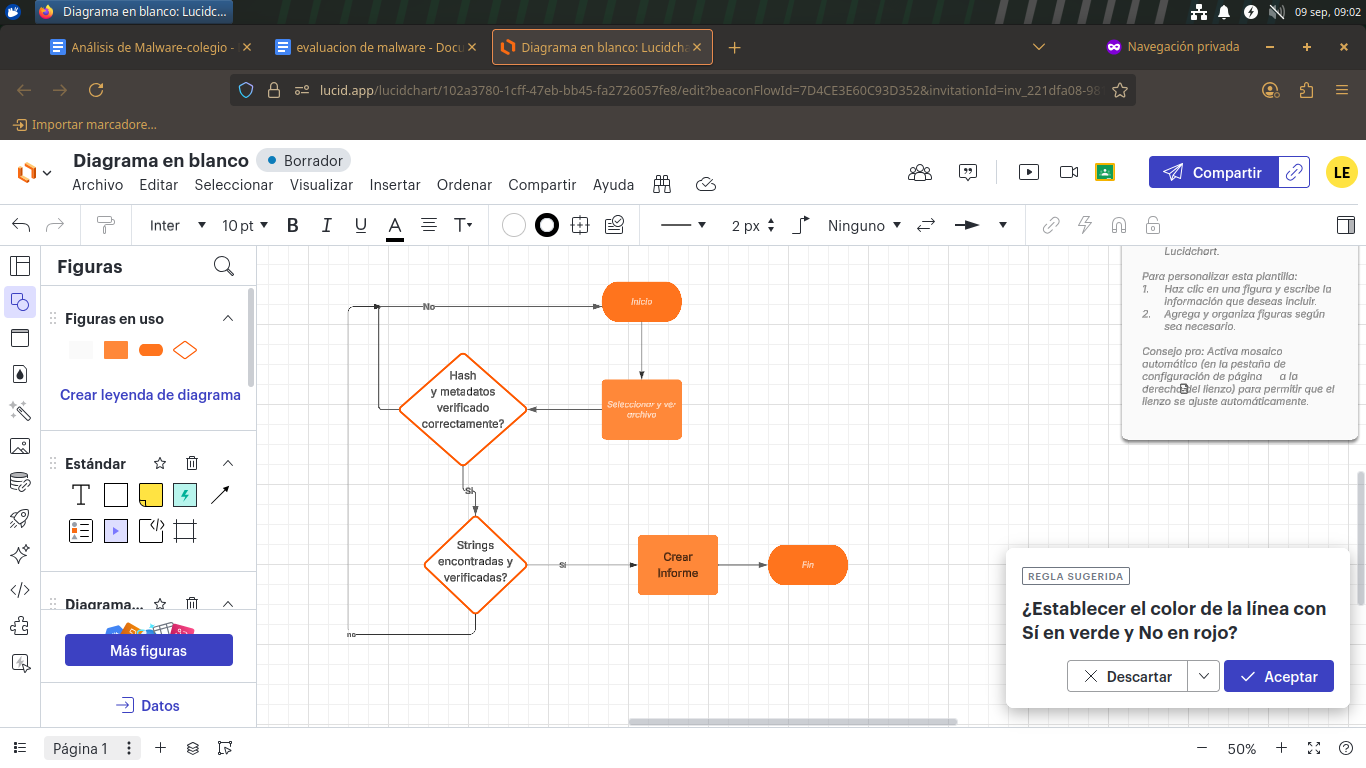 Diagrama en blanco: Lucidc...
09 sep, 09:02
Análisis de Malware-colegio -
evaluacion de malware - Docu
Diagrama en blanco: Lucidcha
Navegación privada
lucid.app/lucidchart/102a3780-1cff-47eb-bb45-fa2726057fe8/edit?beaconFlowId=7D4CE3E60C93D352&invitationId=inv_221dfa08-98
Importar marcadore...
Diagrama en blanco
Borrador
Archivo Editar Seleccionar Visualizar Insertar Ordenar Compartir Ayuda
Compartir
LE
Inter
10 pt
B I U A T
2 px
Ninguno
Figuras
Figuras en uso
Crear leyenda de diagrama
Estándar
T
Diagrama...
Más figuras
Datos
No
Inicio
Hash
y metadatos
verificado
correctamente?
Seleccionar y ver
archivo
Si
Strings
encontradas y
verificadas?
Si
Crear
Informe
Fin
no
Lucidchart.
Para personalizar esta plantilla:
1. Haz clic en una figura y escribe la
información que deseas incluir.
2. Agrega y organiza figuras según
sea necesario.
Consejo pro: Activa mosaico
automático (en la pestaña de
configuración de página a la
derecha del lienzo) para permitir que el
lienzo se ajuste automáticamente.
REGLA SUGERIDA
¿Establecer el color de la línea con
Sí en verde y No en rojo?
Descartar
Aceptar
Página 1
50%